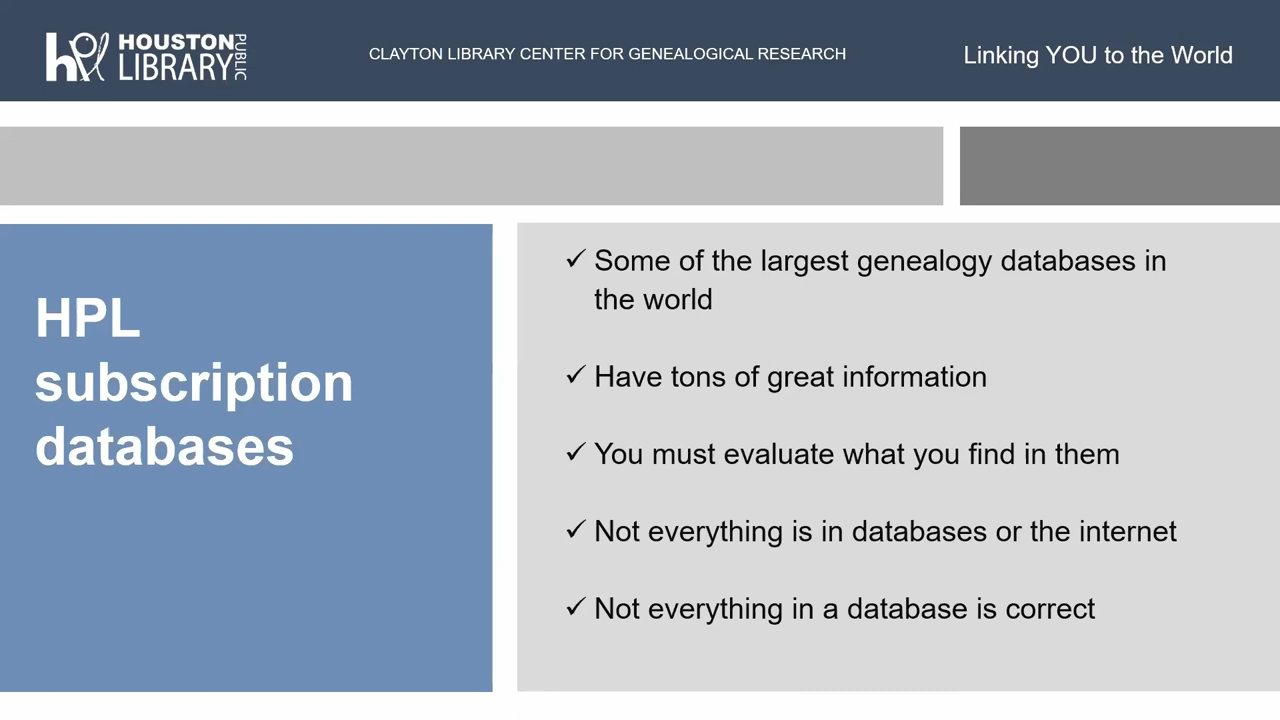 HOUSTON
LIBRARY
PUBLIC
CLAYTON LIBRARY CENTER FOR GENEALOGICAL RESEARCH
Linking YOU to the World
HPL
subscription
databases
✓ Some of the largest genealogy databases in
the world
✓ Have tons of great information
✓ You must evaluate what you find in them
✓ Not everything is in databases or the internet
✓ Not everything in a database is correct